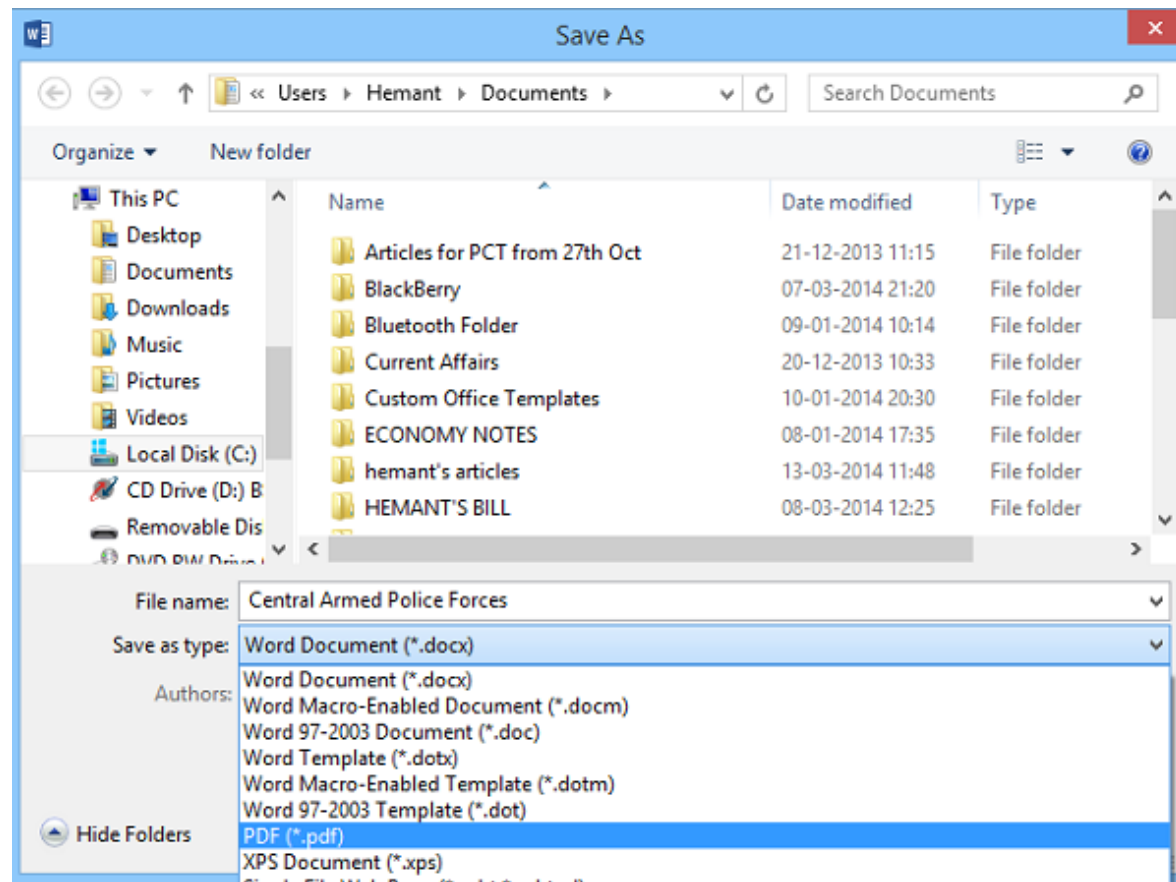 Save As
« Users Hemant Documents Search Documents
Organize New folder
This PC
Desktop
Documents
Downloads
Music
Pictures
Videos
Local Disk (C:)
CD Drive (D:) B
Removable Dis
Name Date modified Type
Articles for PCT from 27th Oct 21-12-2013 11:15 File folder
BlackBerry 07-03-2014 21:20 File folder
Bluetooth Folder 09-01-2014 10:14 File folder
Current Affairs 20-12-2013 10:33 File folder
Custom Office Templates 10-01-2014 20:30 File folder
ECONOMY NOTES 08-01-2014 17:35 File folder
hemant's articles 13-03-2014 11:48 File folder
HEMANT'S BILL 08-03-2014 12:25 File folder
File name: Central Armed Police Forces
Save as type: Word Document (*.docx)
Authors:
Word Document (*.docx)
Word Macro-Enabled Document (*.docm)
Word 97-2003 Document (*.doc)
Word Template (*.dotx)
Word Macro-Enabled Template (*.dotm)
Word 97-2003 Template (*.dot)
Hide Folders
PDF (*.pdf)
XPS Document (*.xps)